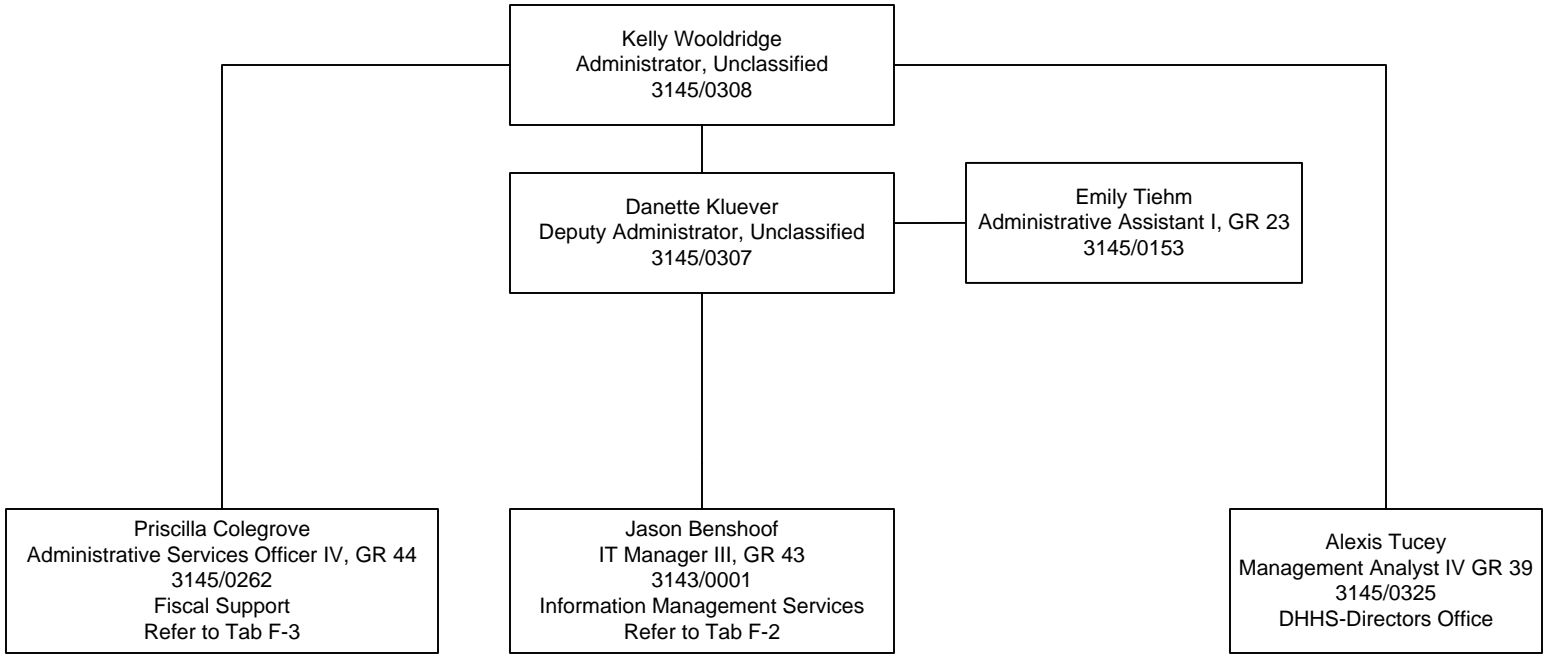 Kelly Wooldridge
Administrator, Unclassified
3145/0308
Danette Kluever
Deputy Administrator, Unclassified
3145/0307
Emily Tiehm
Administrative Assistant I, GR 23
3145/0153
Priscilla Colegrove
Administrative Services Officer IV, GR 44
3145/0262
Fiscal Support
Refer to Tab F-3
Jason Benshoof
IT Manager III, GR 43
3143/0001
Information Management Services
Refer to Tab F-2
Alexis Tucey
Management Analyst IV GR 39
3145/0325
DHHS-Directors Office